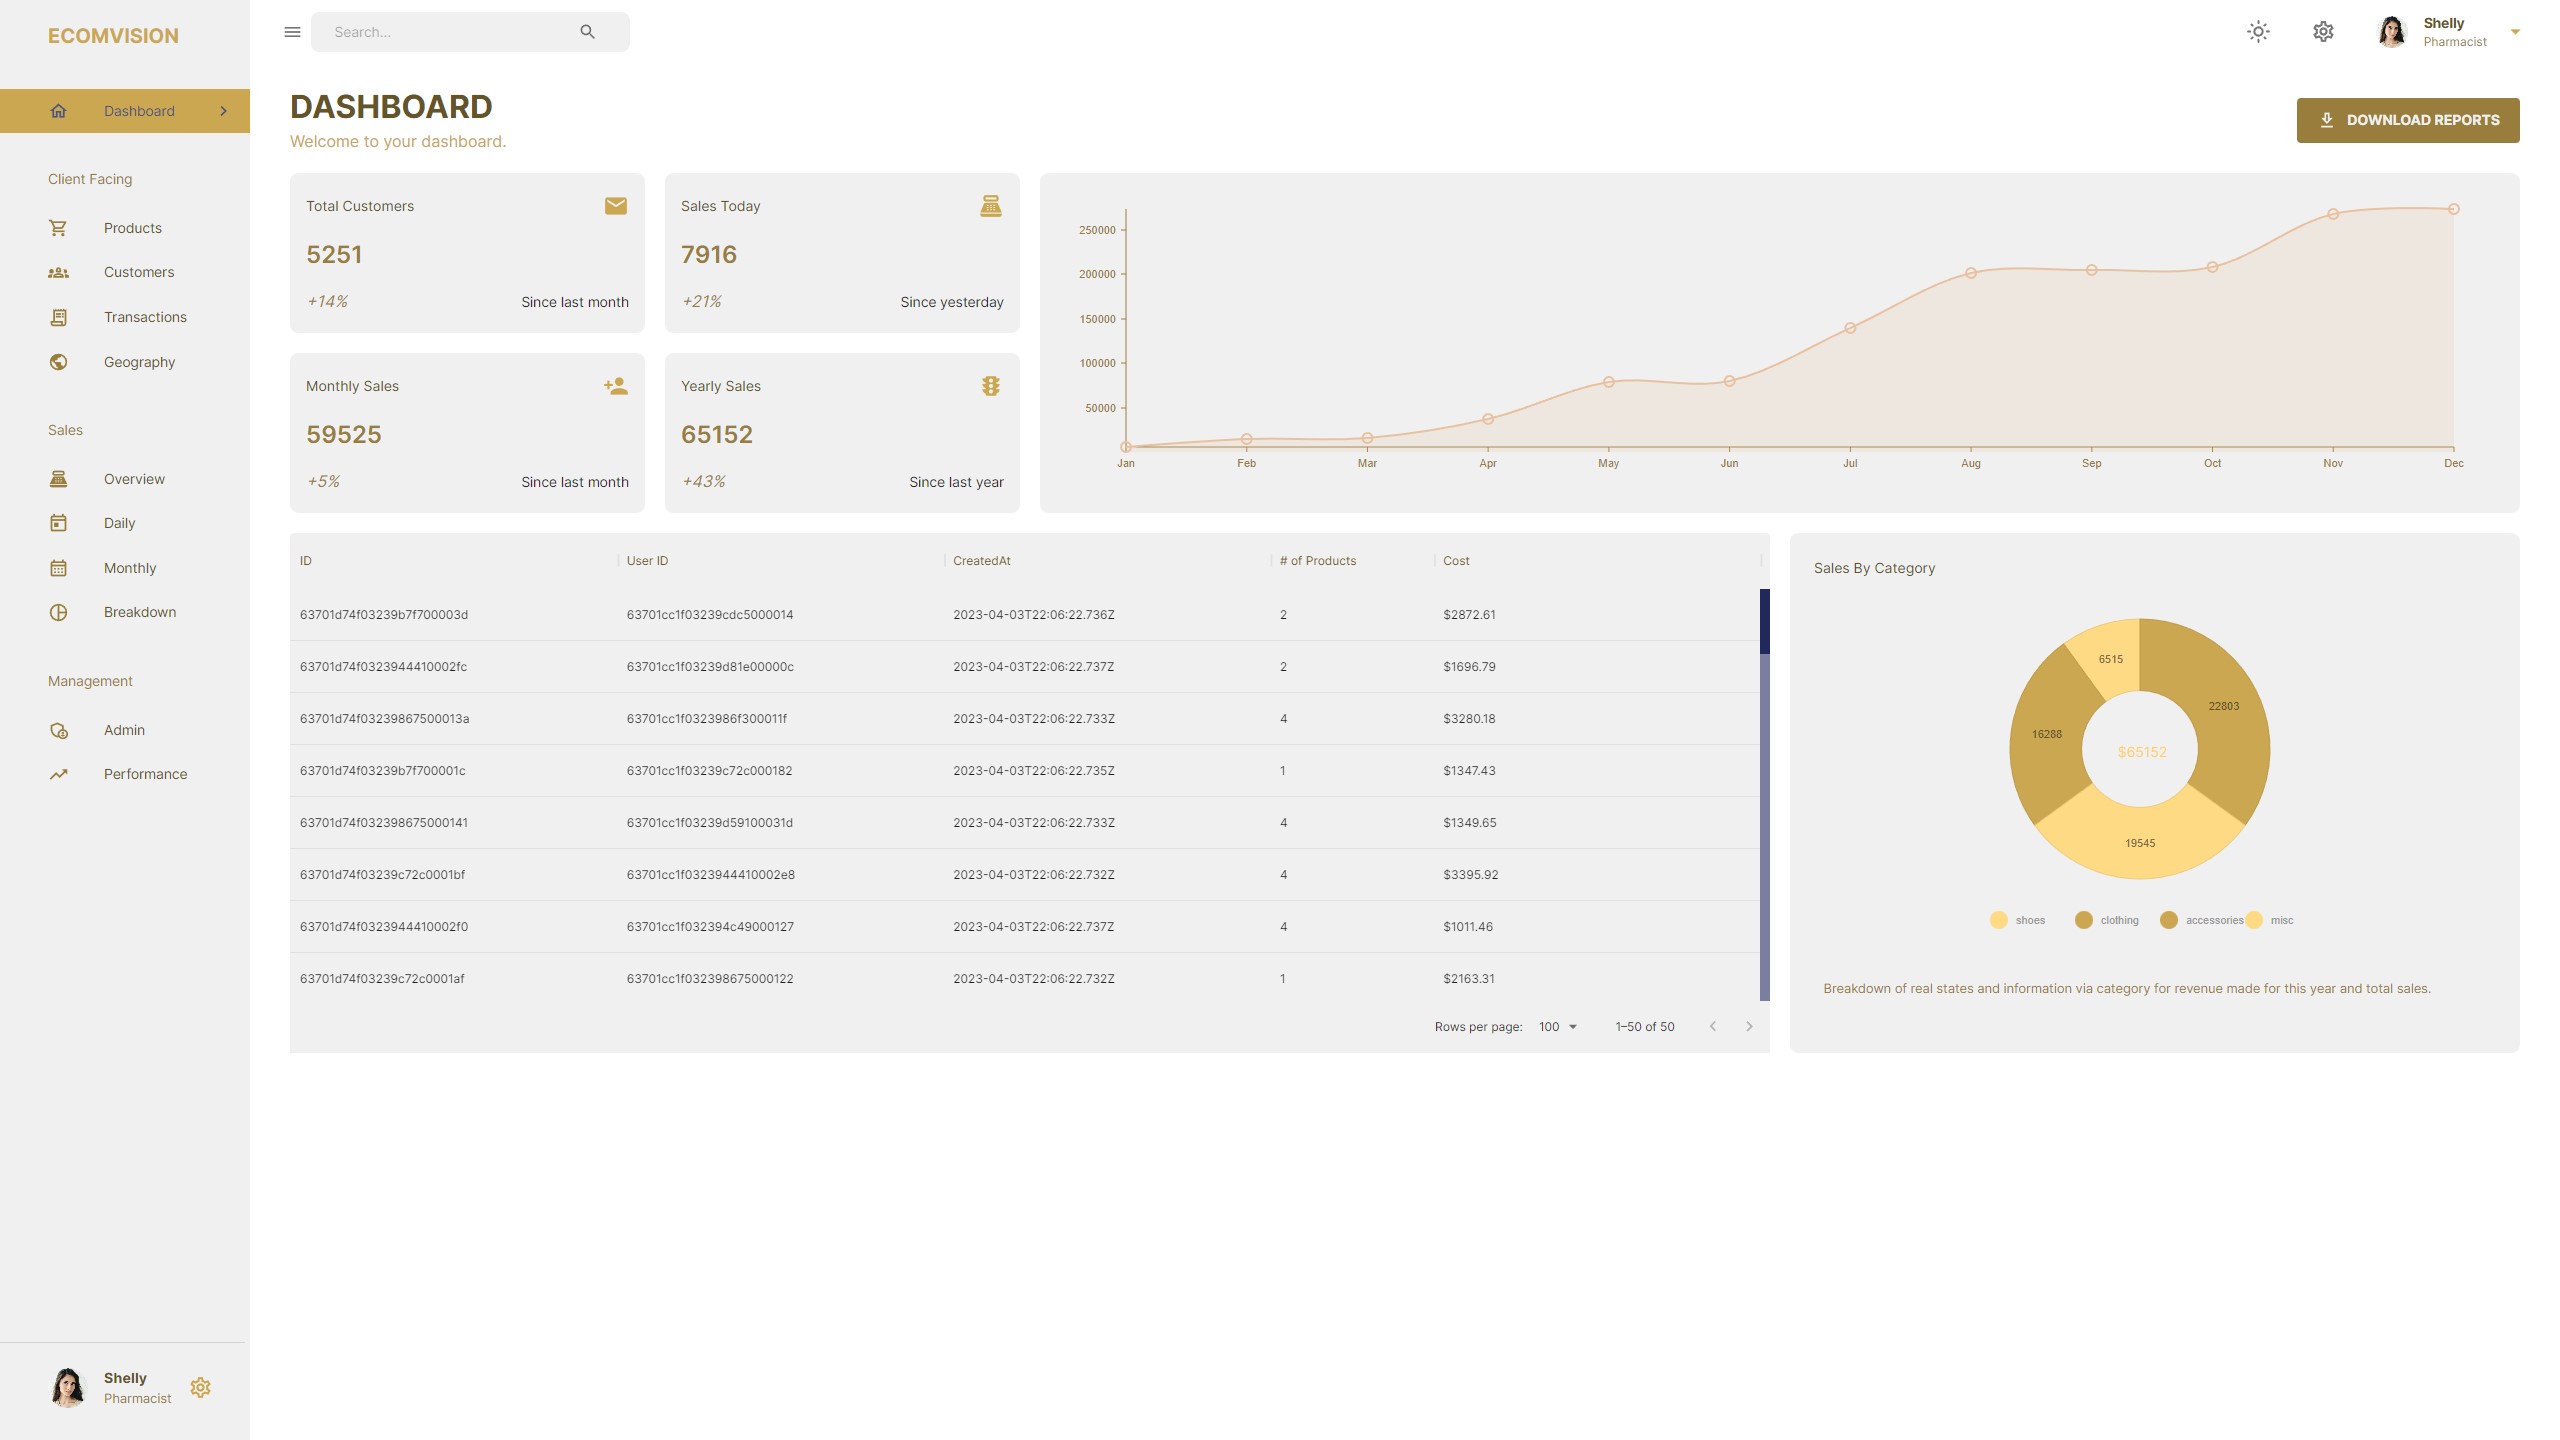 ECOMVISION
Search...
Shelly
Pharmacist
Dashboard
Client Facing
Products
Customers
Transactions
Geography
Sales
Overview
Daily
Monthly
Breakdown
Management
Admin
Performance
Shelly
Pharmacist
DASHBOARD
Welcome to your dashboard.
DOWNLOAD REPORTS
Total Customers
5251
+14% Since last month
Sales Today
7916
+21% Since yesterday
Monthly Sales
59525
+5% Since last month
Yearly Sales
65152
+43% Since last year
250000
200000
150000
100000
50000
Jan Feb Mar Apr May Jun Jul Aug Sep Oct Nov Dec
ID User ID CreatedAt # of Products Cost
63701d74f03239b7f700003d 63701cc1f03239cdc5000014 2023-04-03T22:06:22.736Z 2 $2872.61
63701d74f0323944410002fc 63701cc1f03239d81e00000c 2023-04-03T22:06:22.737Z 2 $1696.79
63701d74f03239867500013a 63701cc1f0323986f300011f 2023-04-03T22:06:22.733Z 4 $3280.18
63701d74f03239b7f700001c 63701cc1f03239c72c000182 2023-04-03T22:06:22.735Z 1 $1347.43
63701d74f032398675000141 63701cc1f03239d59100031d 2023-04-03T22:06:22.733Z 4 $1349.65
63701d74f03239c72c0001bf 63701cc1f0323944410002e8 2023-04-03T22:06:22.732Z 4 $3395.92
63701d74f0323944410002f0 63701cc1f032394c49000127 2023-04-03T22:06:22.737Z 4 $1011.46
63701d74f03239c72c0001af 63701cc1f032398675000122 2023-04-03T22:06:22.732Z 1 $2163.31
Rows per page: 100 1–50 of 50
Sales By Category
6515
22803
16288
$65152
19545
shoes clothing accessories misc
Breakdown of real states and information via category for revenue made for this year and total sales.